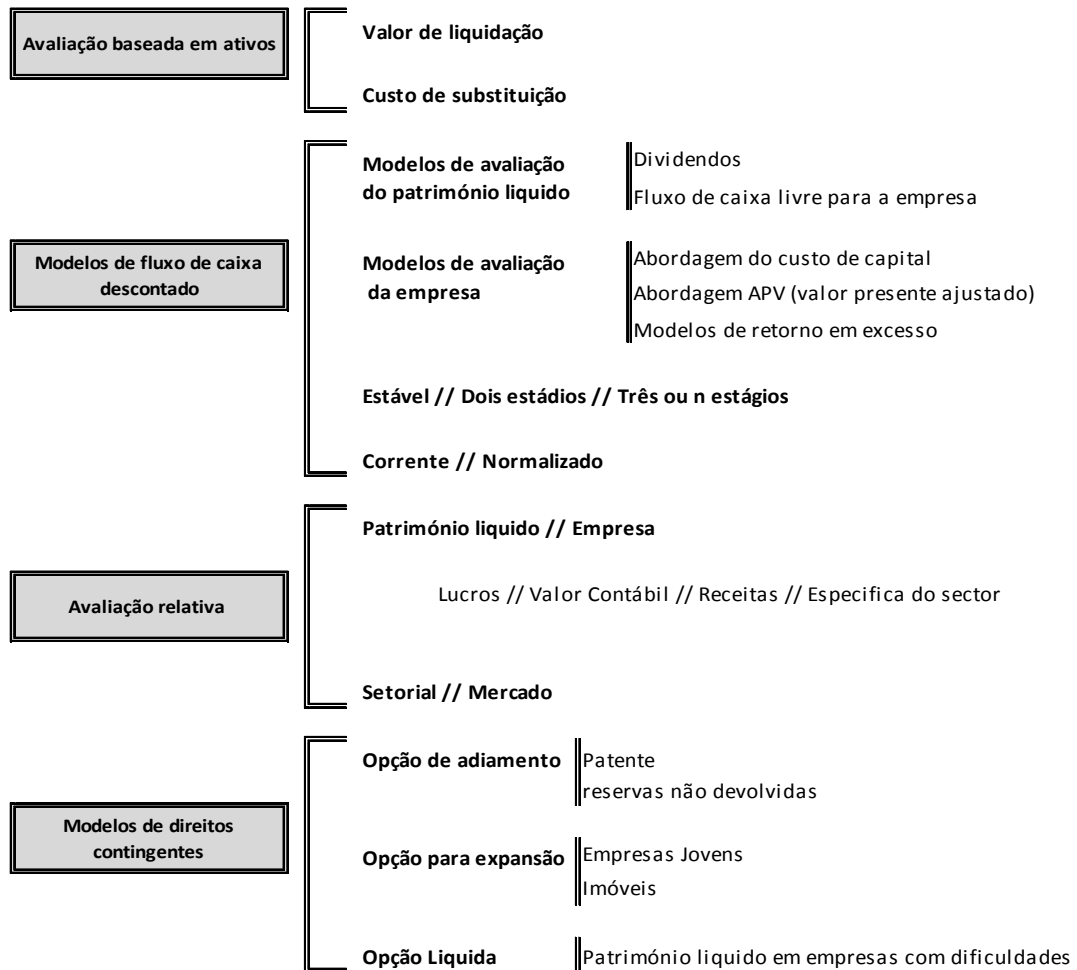 Avaliação baseada em ativos
Valor de liquidação
Custo de substituição
Modelos de fluxo de caixa
descontado
Modelos de avaliação
do património liquido
Dividendos
Fluxo de caixa livre para a empresa
Modelos de avaliação
da empresa
Abordagem do custo de capital
Abordagem APV (valor presente ajustado)
Modelos de retorno em excesso
Estável // Dois estádios // Três ou n estágios
Corrente // Normalizado
Avaliação relativa
Património liquido // Empresa
Lucros // Valor Contábil // Receitas // Especifica do sector
Setorial // Mercado
Modelos de direitos
contingentes
Opção de adiamento
Patente
reservas não devolvidas
Opção para expansão
Empresas Jovens
Imóveis
Opção Liquida
Património liquido em empresas com dificuldades